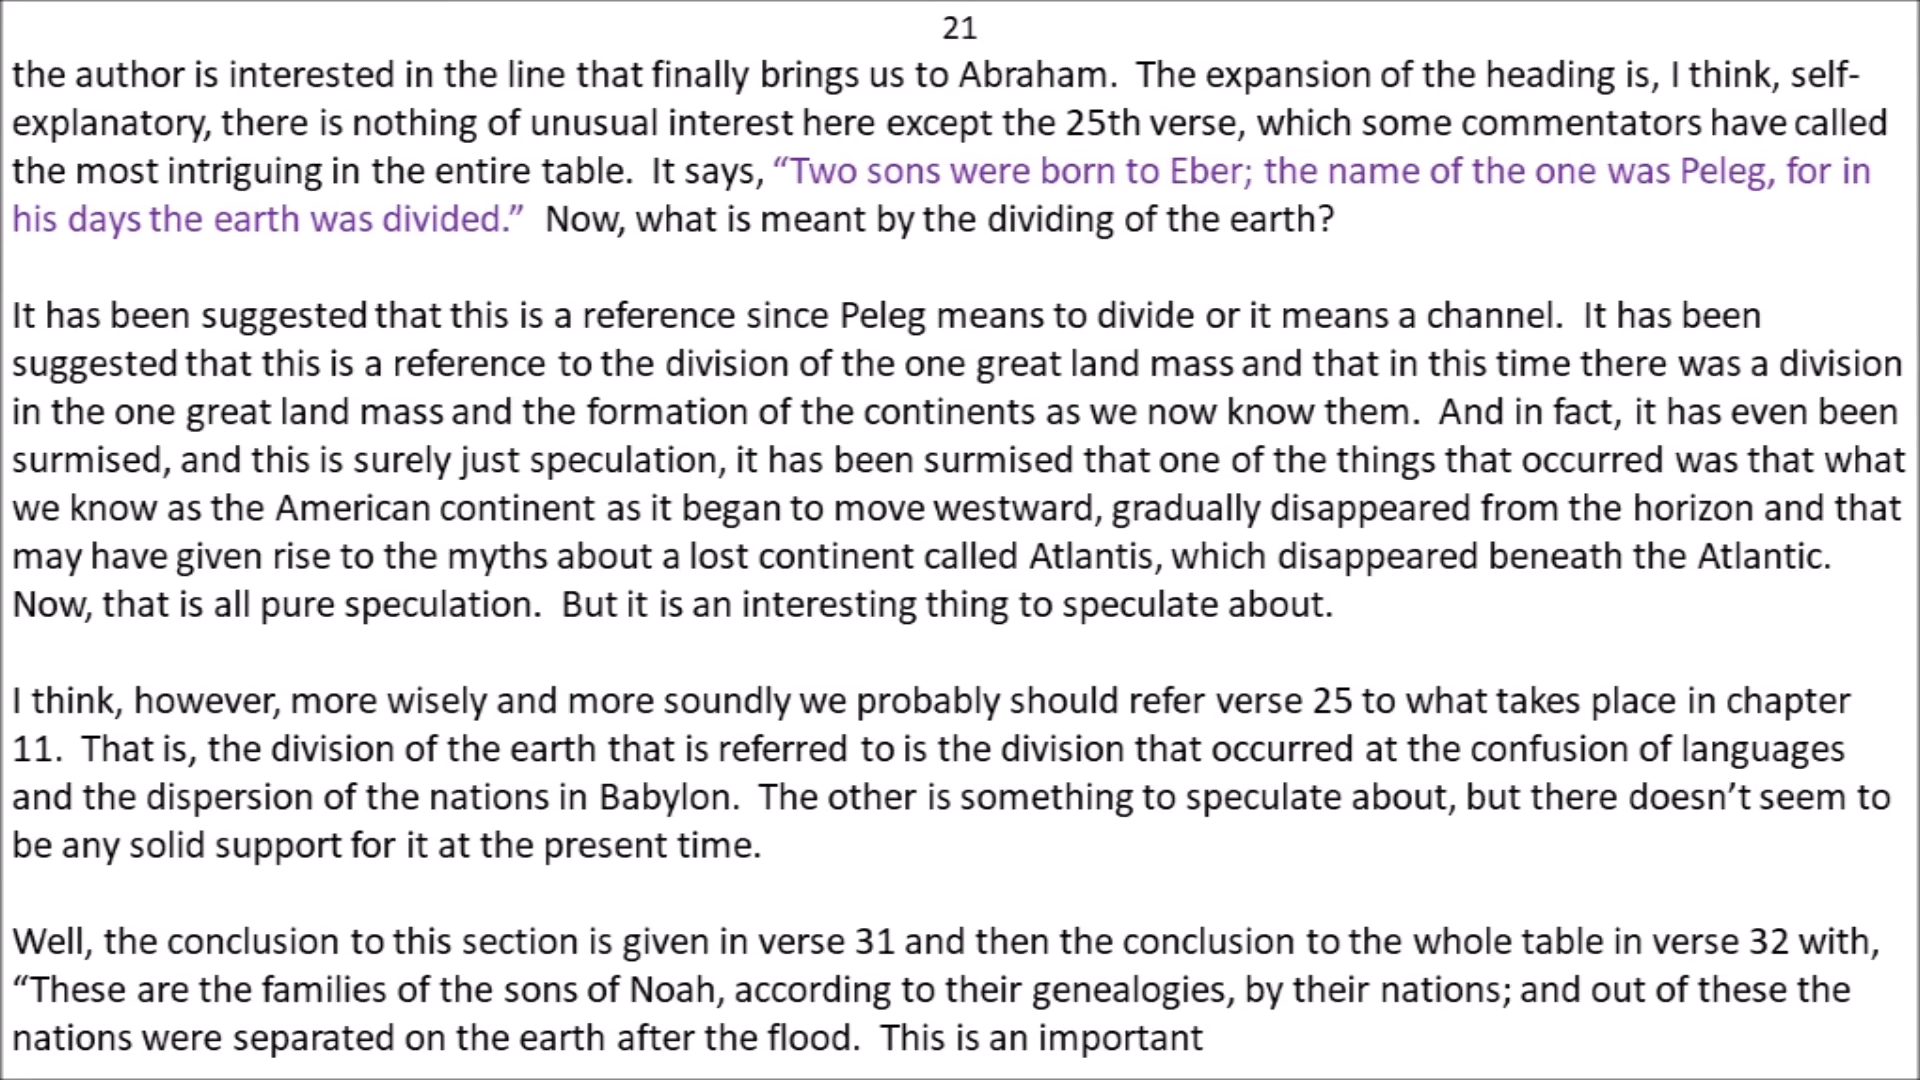 21
the author is interested in the line that finally brings us to Abraham.  The expansion of the heading is, I think, self-
explanatory, there is nothing of unusual interest here except the 25th verse, which some commentators have called
the most intriguing in the entire table.  It says, “Two sons were born to Eber; the name of the one was Peleg, for in
his days the earth was divided.”  Now, what is meant by the dividing of the earth?
It has been suggested that this is a reference since Peleg means to divide or it means a channel.  It has been
suggested that this is a reference to the division of the one great land mass and that in this time there was a division
in the one great land mass and the formation of the continents as we now know them.  And in fact, it has even been
surmised, and this is surely just speculation, it has been surmised that one of the things that occurred was that what
we know as the American continent as it began to move westward, gradually disappeared from the horizon and that
may have given rise to the myths about a lost continent called Atlantis, which disappeared beneath the Atlantic.
Now, that is all pure speculation.  But it is an interesting thing to speculate about.
I think, however, more wisely and more soundly we probably should refer verse 25 to what takes place in chapter
11.  That is, the division of the earth that is referred to is the division that occurred at the confusion of languages
and the dispersion of the nations in Babylon.  The other is something to speculate about, but there doesn’t seem to
be any solid support for it at the present time.
Well, the conclusion to this section is given in verse 31 and then the conclusion to the whole table in verse 32 with,
“These are the families of the sons of Noah, according to their genealogies, by their nations; and out of these the
nations were separated on the earth after the flood.  This is an important